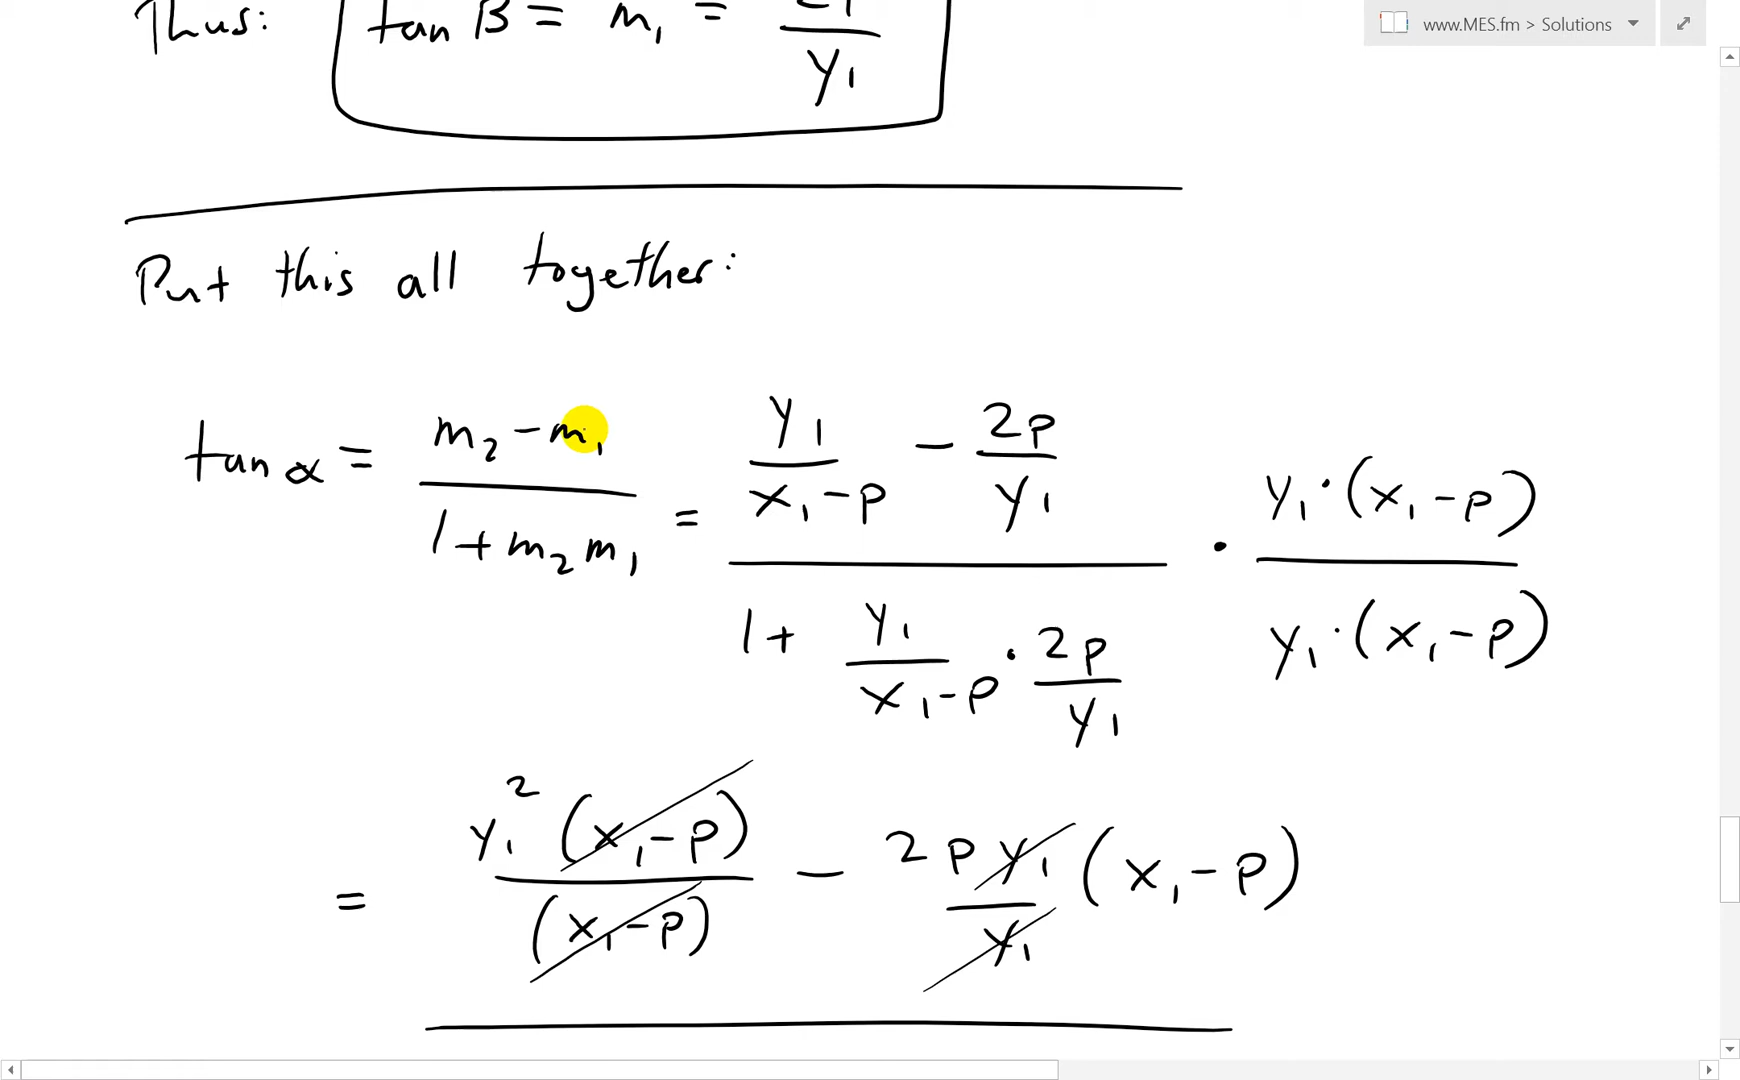 www.MES.fm > Solutions
Thus: tan β = m₁ = 2p/y₁
Put this all together:
tan α = (m₂ − m₁)/(1 + m₂m₁) = (y₁/(x₁ − p) − 2p/y₁)/(1 + y₁/(x₁ − p) · 2p/y₁) · (y₁·(x₁ − p))/(y₁·(x₁ − p))
= y₁²(x₁ − p)/(x₁ − p) − 2py₁/y₁ (x₁ − p)